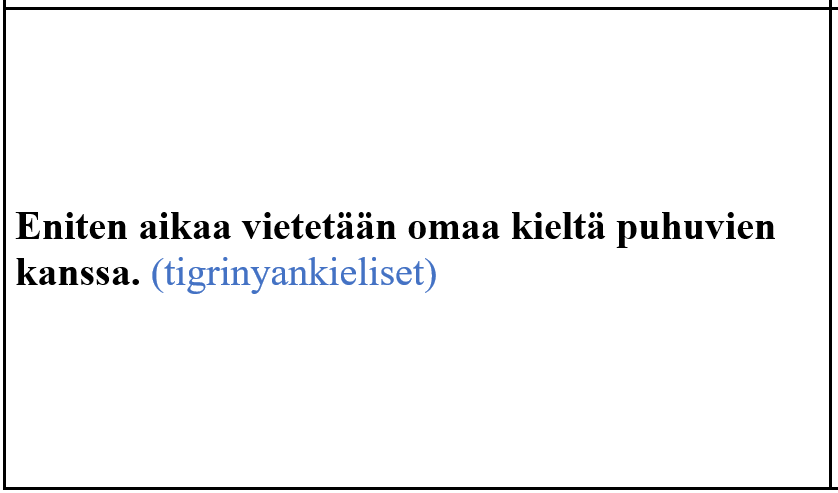 Eniten aikaa vietetään omaa kieltä puhuvien
kanssa. (tigrinyankieliset)